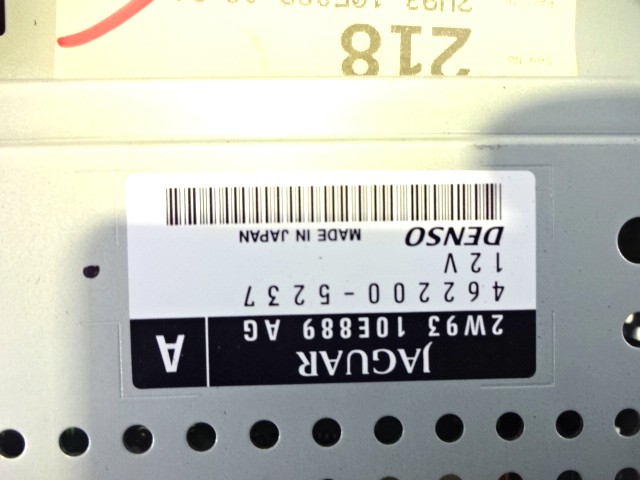 JAGUAR
2W93 10E889 AG
A
462200-5237
12V
DENSO MADE IN JAPAN
218